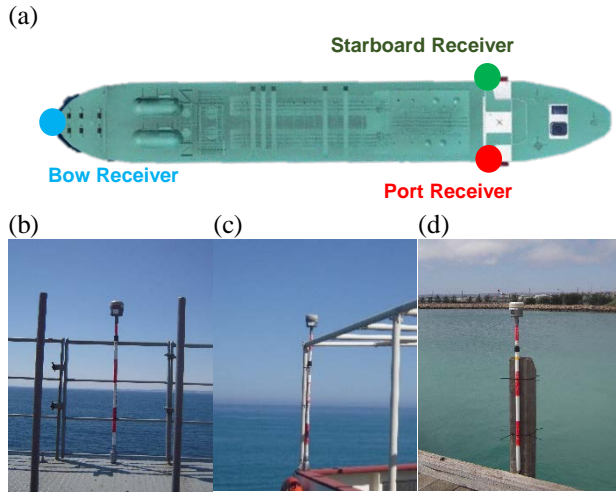 (a)
Starboard Receiver
Bow Receiver
Port Receiver
(b)
(c)
(d)